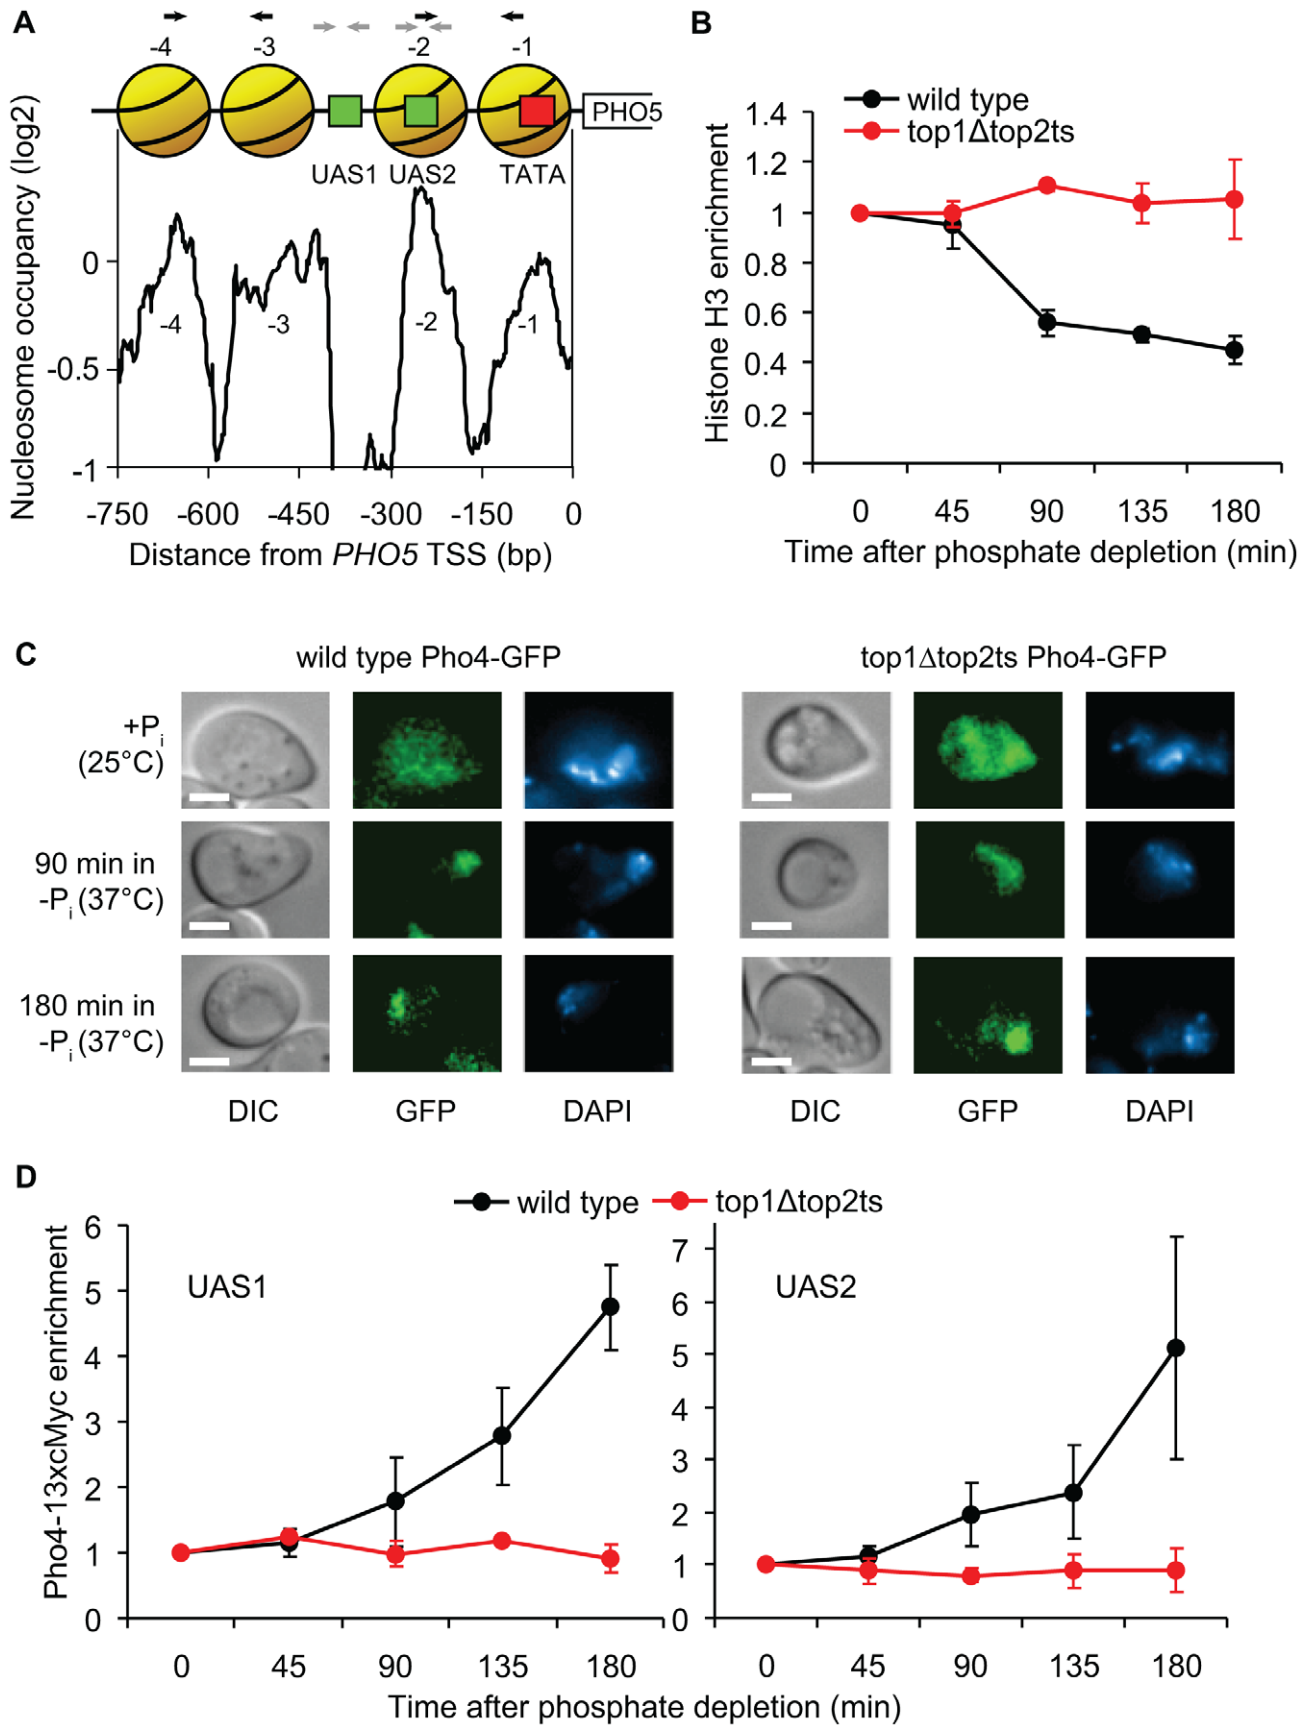 A
-4 -3 -2 -1
PHO5
UAS1 UAS2 TATA
Nucleosome occupancy (log2)
0
-0.5
-1
-4 -3 -2 -1
-750 -600 -450 -300 -150 0
Distance from PHO5 TSS (bp)
B
wild type
top1Δtop2ts
Histone H3 enrichment
1.4
1.2
1
0.8
0.6
0.4
0.2
0
0 45 90 135 180
Time after phosphate depletion (min)
C
wild type Pho4-GFP
top1Δtop2ts Pho4-GFP
+Pi
(25°C)
90 min in
-Pi (37°C)
180 min in
-Pi (37°C)
DIC GFP DAPI DIC GFP DAPI
D
wild type top1Δtop2ts
Pho4-13xcMyc enrichment
UAS1
6
5
4
3
2
1
0
0 45 90 135 180
UAS2
7
6
5
4
3
2
1
0
0 45 90 135 180
Time after phosphate depletion (min)